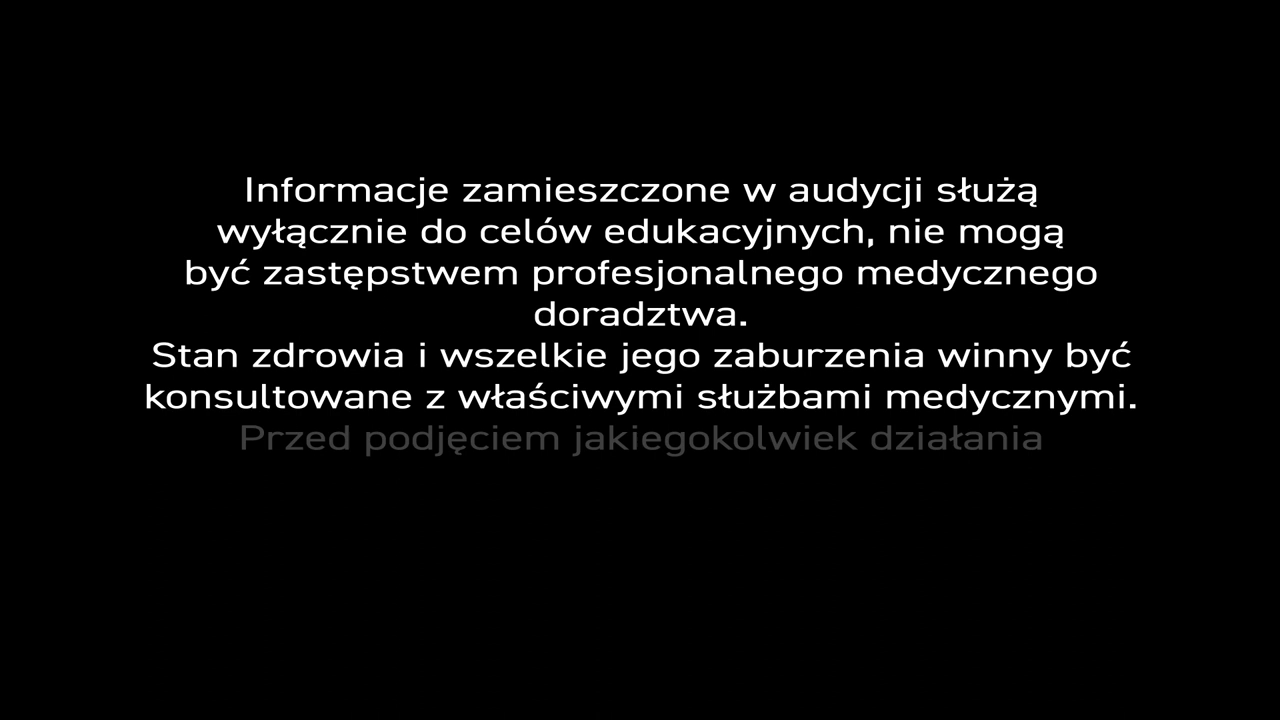 Informacje zamieszczone w audycji służą
wyłącznie do celów edukacyjnych, nie mogą
być zastępstwem profesjonalnego medycznego
doradztwa.
Stan zdrowia i wszelkie jego zaburzenia winny być
konsultowane z właściwymi służbami medycznymi.
Przed podjęciem jakiegokolwiek działania